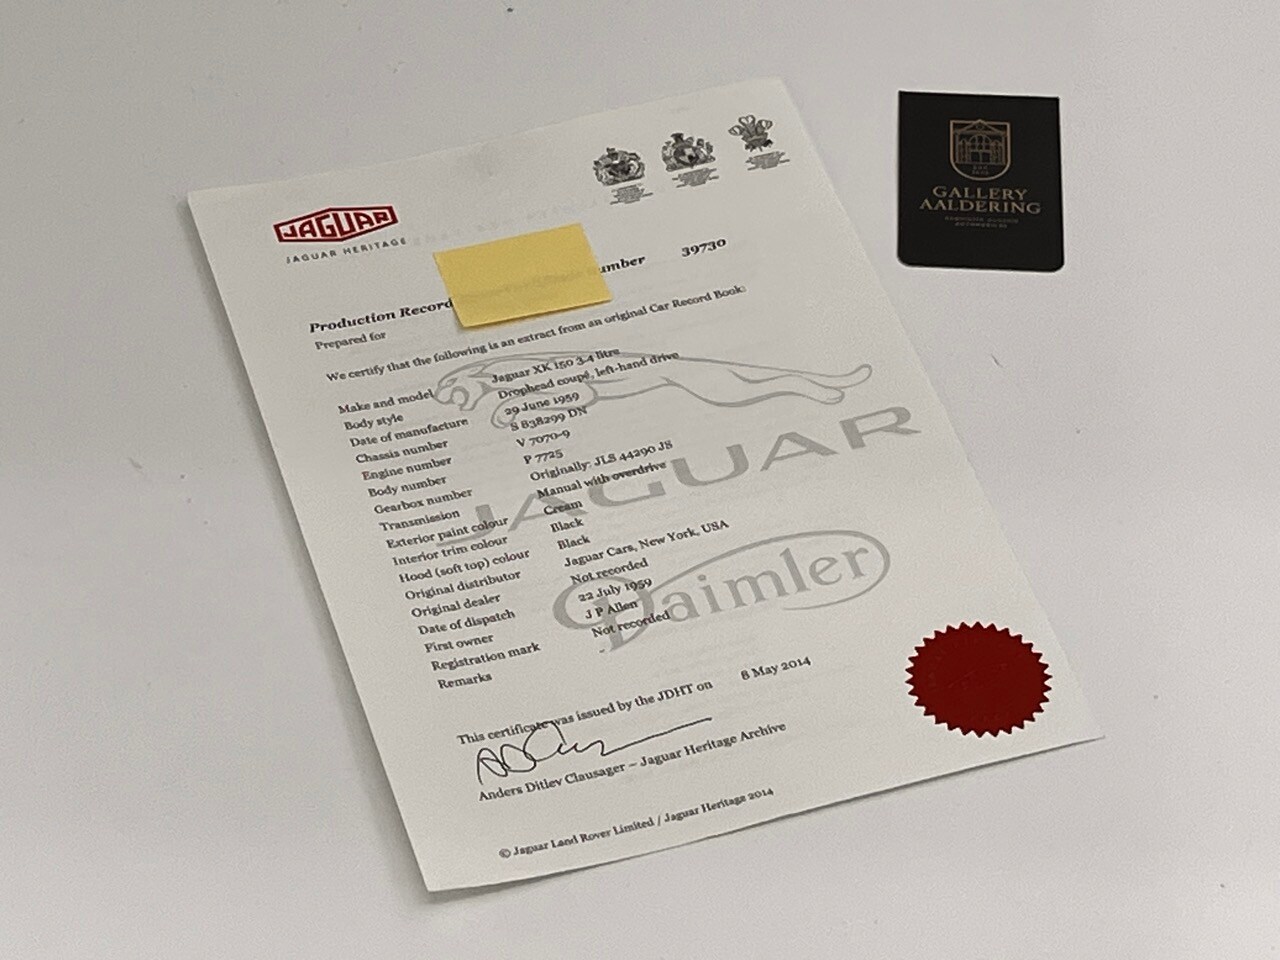 JAGUAR
JAGUAR HERITAGE
GALLERY
AALDERING
Production Record umber 39730
Prepared for
We certify that the following is an extract from an original Car Record Book:
Make and model Jaguar XK 150 3·4 litre
Body style Drophead coupé, left-hand drive
Date of manufacture 29 June 1959
Chassis number S 838299 DN
Engine number V 7070-9
Body number P 7725
Gearbox number Originally: JLS 44290 JS
Transmission Manual with overdrive
Exterior paint colour Cream
Interior trim colour Black
Hood (soft top) colour Black
Original distributor Jaguar Cars, New York, USA
Original dealer Not recorded
Date of dispatch 22 July 1959
First owner J P Allen
Registration mark Not recorded
Remarks -
JAGUAR
Daimler
This certificate was issued by the JDHT on 8 May 2014
Anders Ditlev Clausager – Jaguar Heritage Archive
© Jaguar Land Rover Limited / Jaguar Heritage 2014